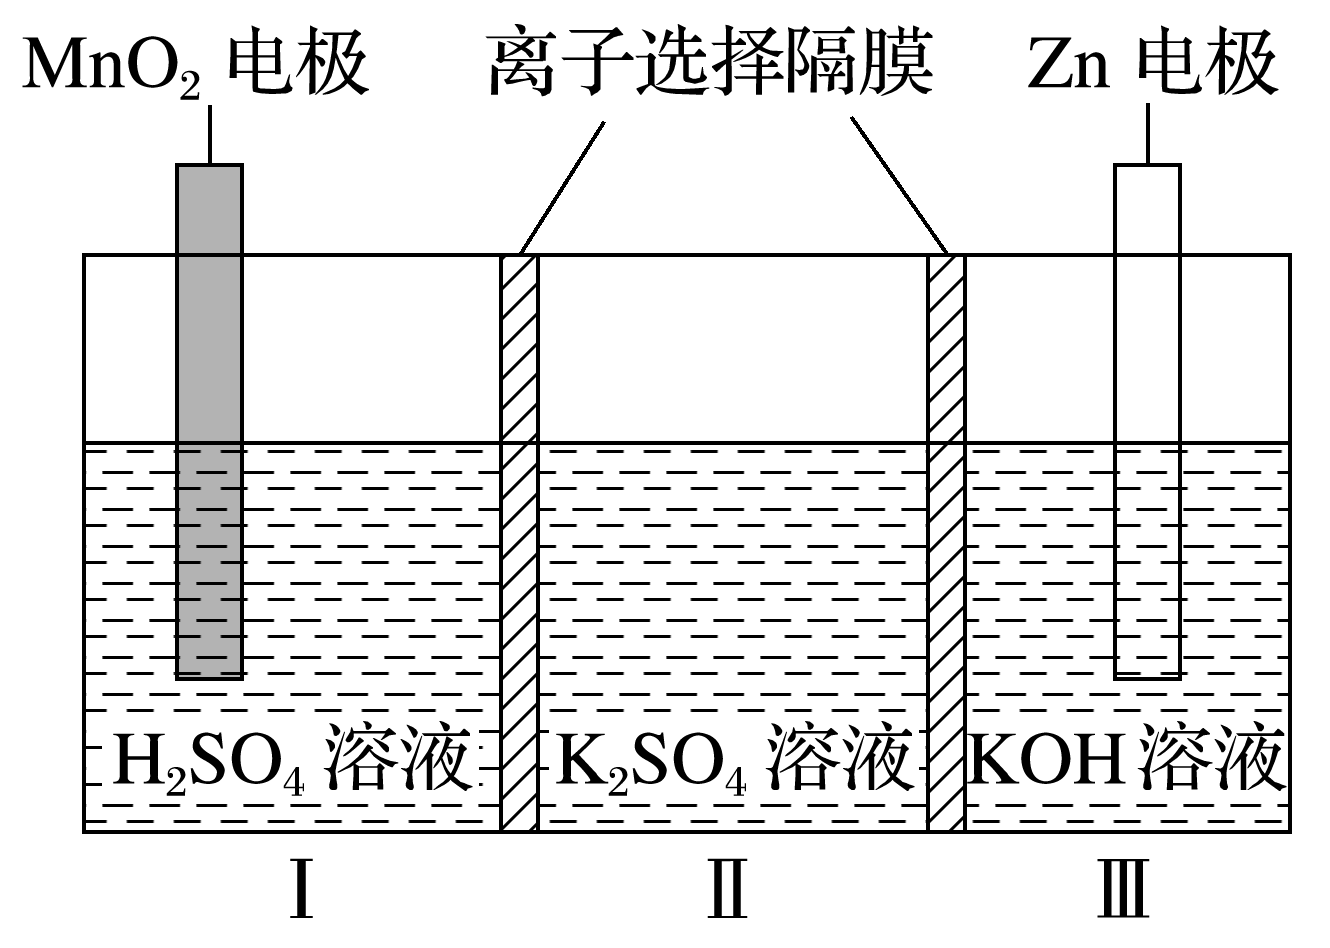 MnO₂ 电极 离子选择隔膜 Zn 电极
H₂SO₄ 溶液 K₂SO₄ 溶液 KOH 溶液
Ⅰ Ⅱ Ⅲ